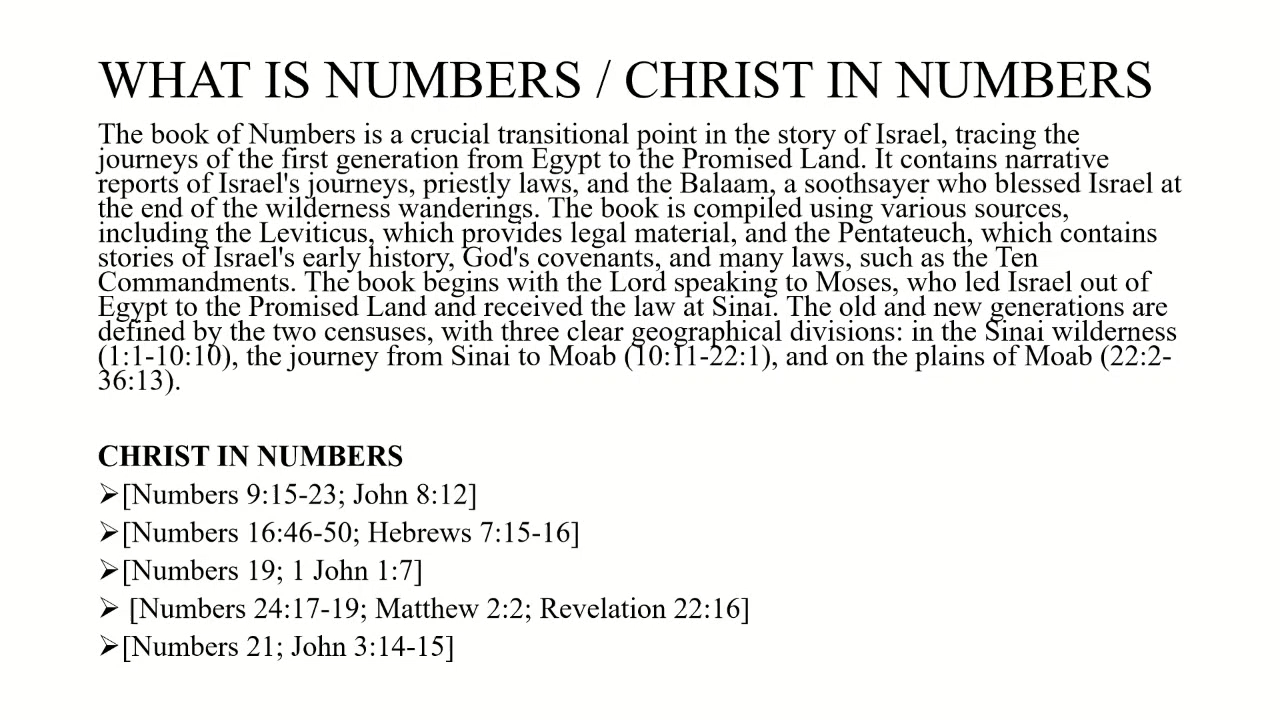 WHAT IS NUMBERS / CHRIST IN NUMBERS
The book of Numbers is a crucial transitional point in the story of Israel, tracing the
journeys of the first generation from Egypt to the Promised Land. It contains narrative
reports of Israel's journeys, priestly laws, and the Balaam, a soothsayer who blessed Israel at
the end of the wilderness wanderings. The book is compiled using various sources,
including the Leviticus, which provides legal material, and the Pentateuch, which contains
stories of Israel's early history, God's covenants, and many laws, such as the Ten
Commandments. The book begins with the Lord speaking to Moses, who led Israel out of
Egypt to the Promised Land and received the law at Sinai. The old and new generations are
defined by the two censuses, with three clear geographical divisions: in the Sinai wilderness
(1:1-10:10), the journey from Sinai to Moab (10:11-22:1), and on the plains of Moab (22:2-
36:13).
CHRIST IN NUMBERS
➢[Numbers 9:15-23; John 8:12]
➢[Numbers 16:46-50; Hebrews 7:15-16]
➢[Numbers 19; 1 John 1:7]
➢ [Numbers 24:17-19; Matthew 2:2; Revelation 22:16]
➢[Numbers 21; John 3:14-15]